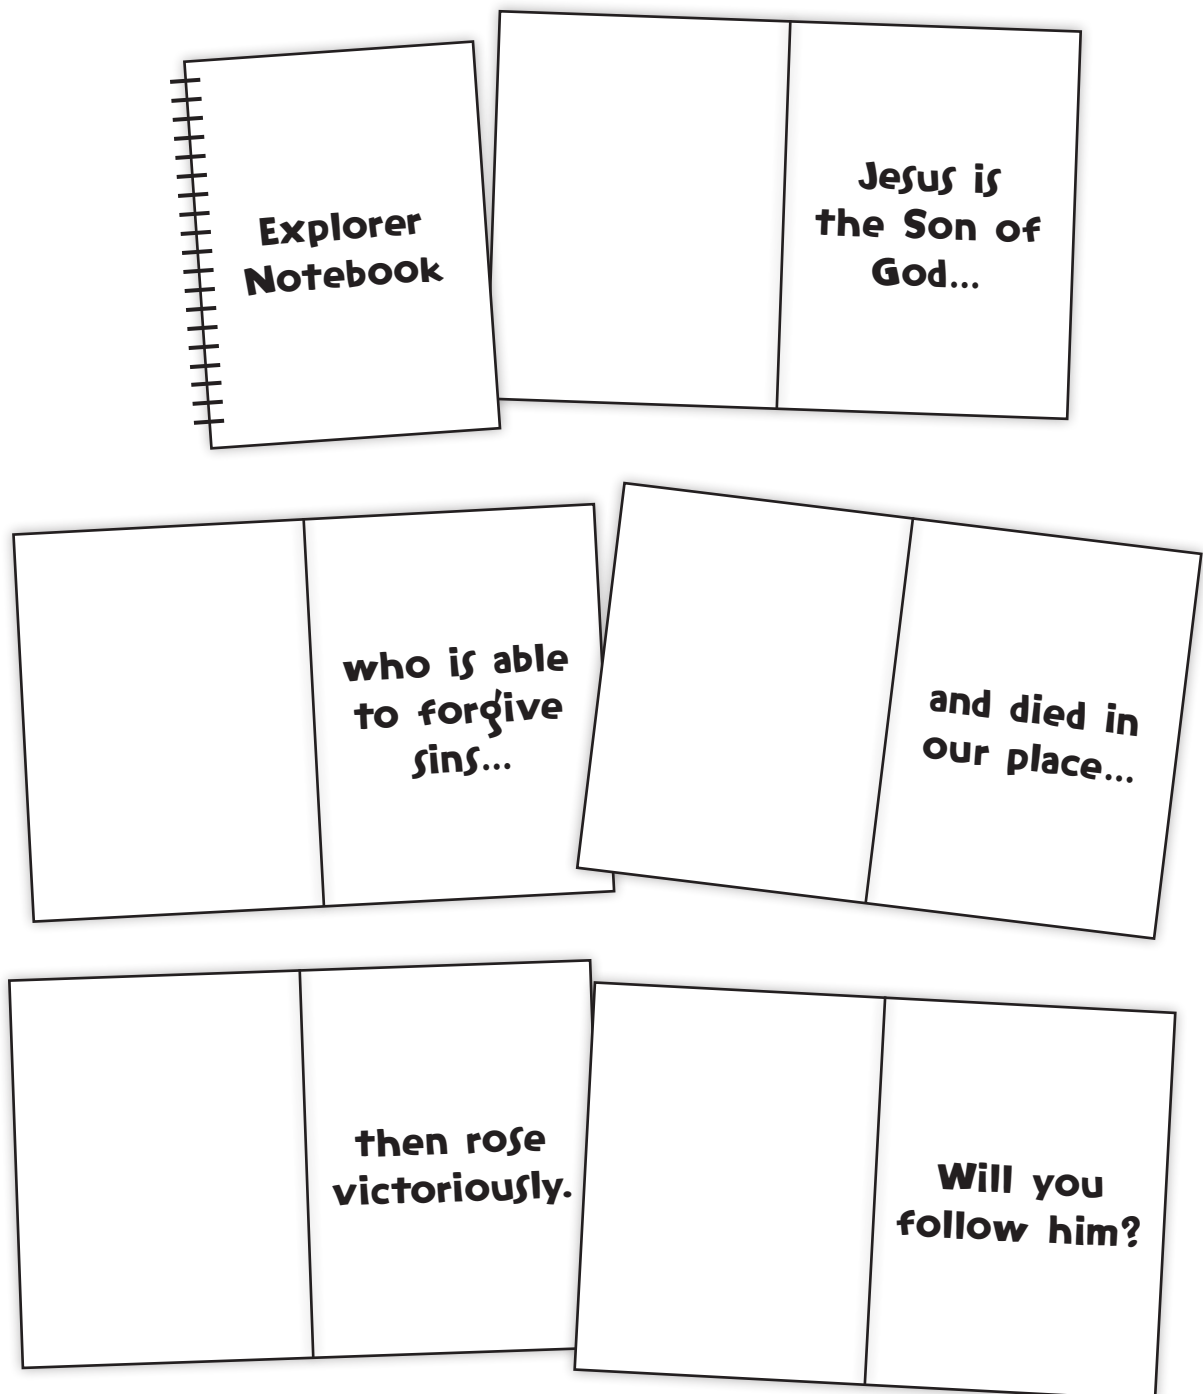 Explorer
Notebook
Jesus is
the Son of
God...
who is able
to forgive
sins...
and died in
our place...
then rose
victoriously.
Will you
follow him?